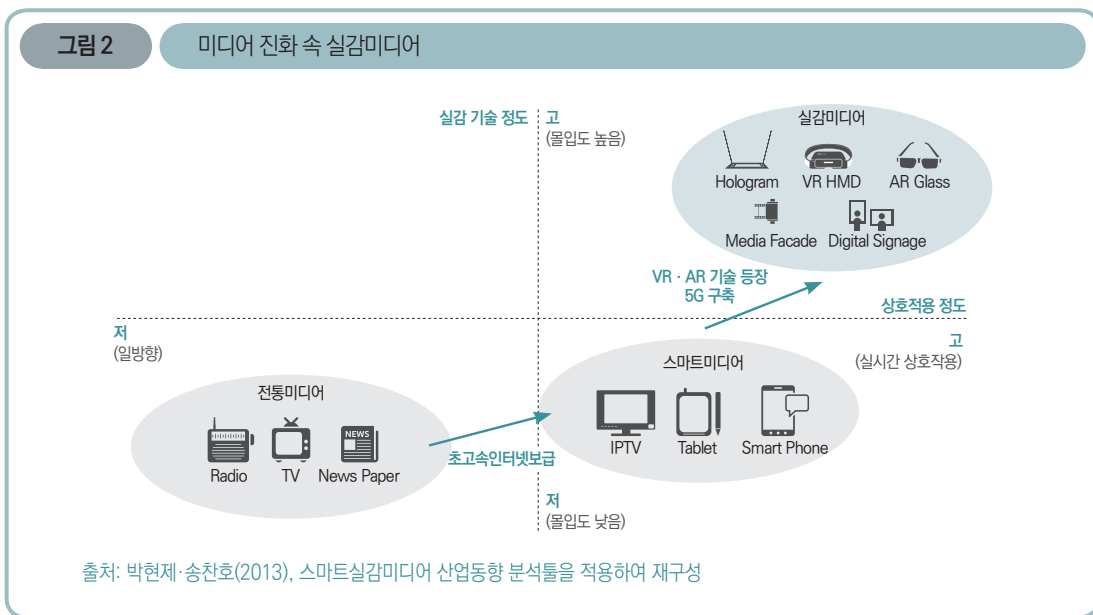 그림 2
미디어 진화 속 실감미디어
실감 기술 정도
고
(몰입도 높음)
실감미디어
Hologram VR HMD AR Glass
Media Facade Digital Signage
VR · AR 기술 등장
5G 구축
상호적용 정도
저
(일방향)
고
(실시간 상호작용)
스마트미디어
전통미디어
NEWS
IPTV Tablet Smart Phone
초고속인터넷보급
Radio TV News Paper
저
(몰입도 낮음)
출처: 박현제·송찬호(2013), 스마트실감미디어 산업동향 분석툴을 적용하여 재구성